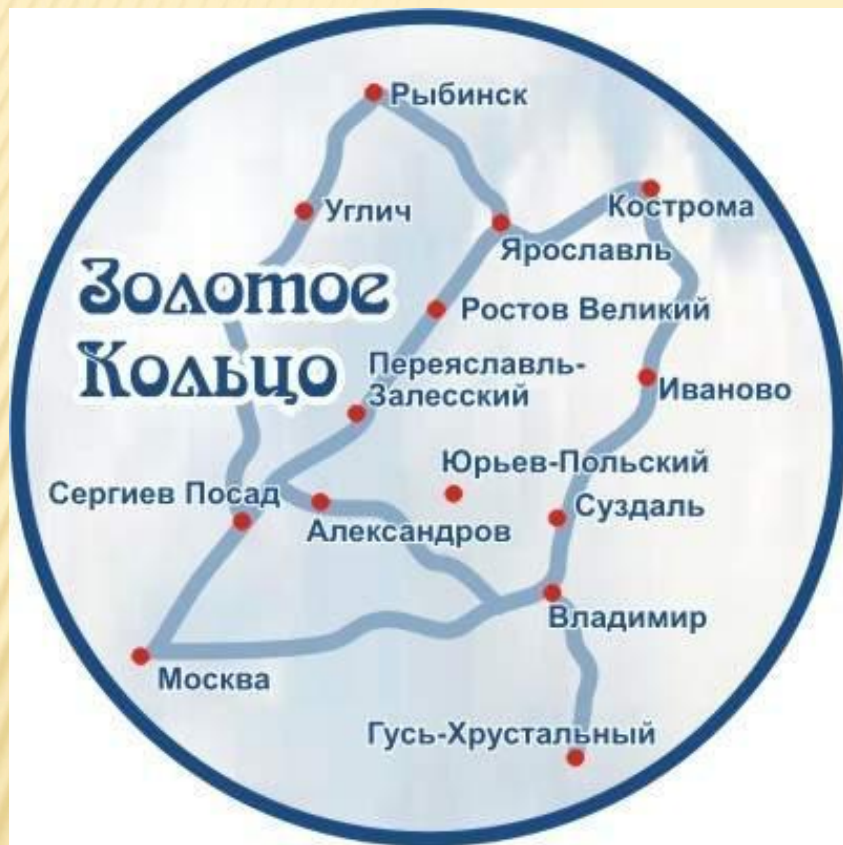 Рыбинск
Углич
Кострома
Ярославль
Золотое
Кольцо
Ростов Великий
Переяславль-
Залесский
Иваново
Юрьев-Польский
Сергиев Посад
Александров
Суздаль
Владимир
Москва
Гусь-Хрустальный